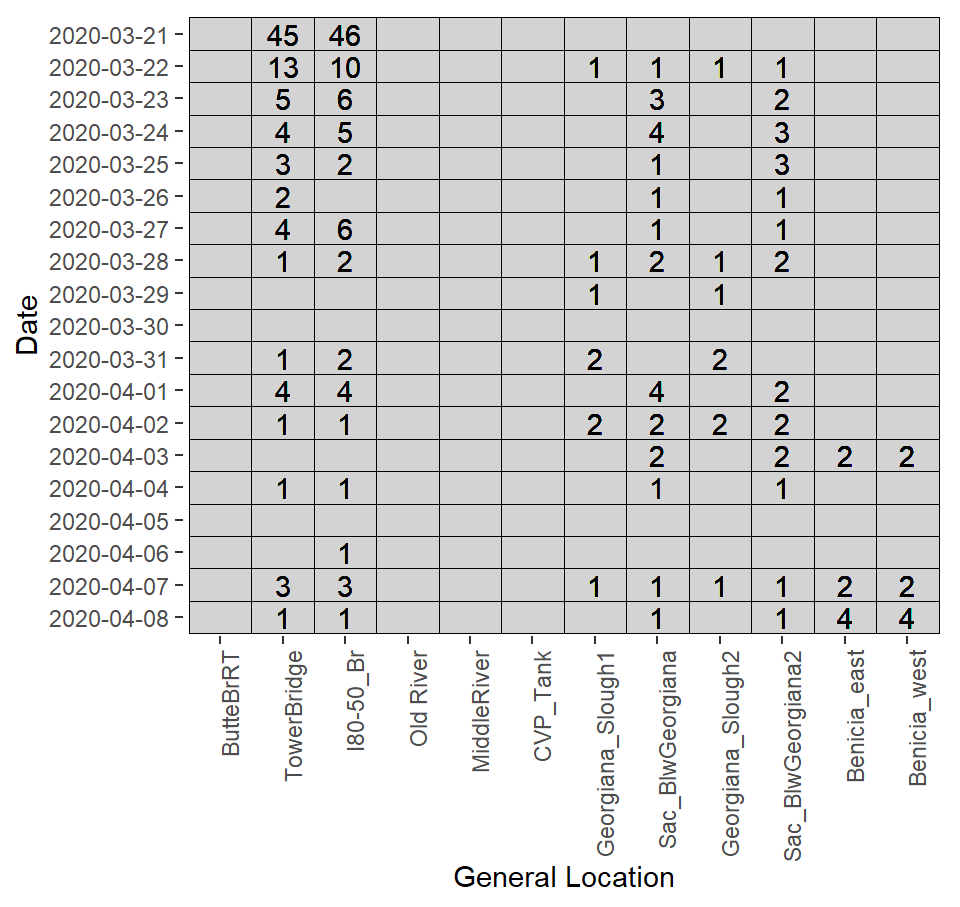 2020-03-21 45 46
2020-03-22 13 10 1 1 1 1
2020-03-23 5 6 3 2
2020-03-24 4 5 4 3
2020-03-25 3 2 1 3
2020-03-26 2 1 1
2020-03-27 4 6 1 1
2020-03-28 1 2 1 2 1 2
2020-03-29 1 1
2020-03-30
2020-03-31 1 2 2 2
2020-04-01 4 4 4 2
2020-04-02 1 1 2 2 2 2
2020-04-03 2 2 2 2
2020-04-04 1 1 1 1
2020-04-05
2020-04-06 1
2020-04-07 3 3 1 1 1 1 2 2
2020-04-08 1 1 1 1 4 4
Date
ButteBrRT
TowerBridge
I80-50_Br
Old River
MiddleRiver
CVP_Tank
Georgiana_Slough1
Sac_BlwGeorgiana
Georgiana_Slough2
Sac_BlwGeorgiana2
Benicia_east
Benicia_west
General Location